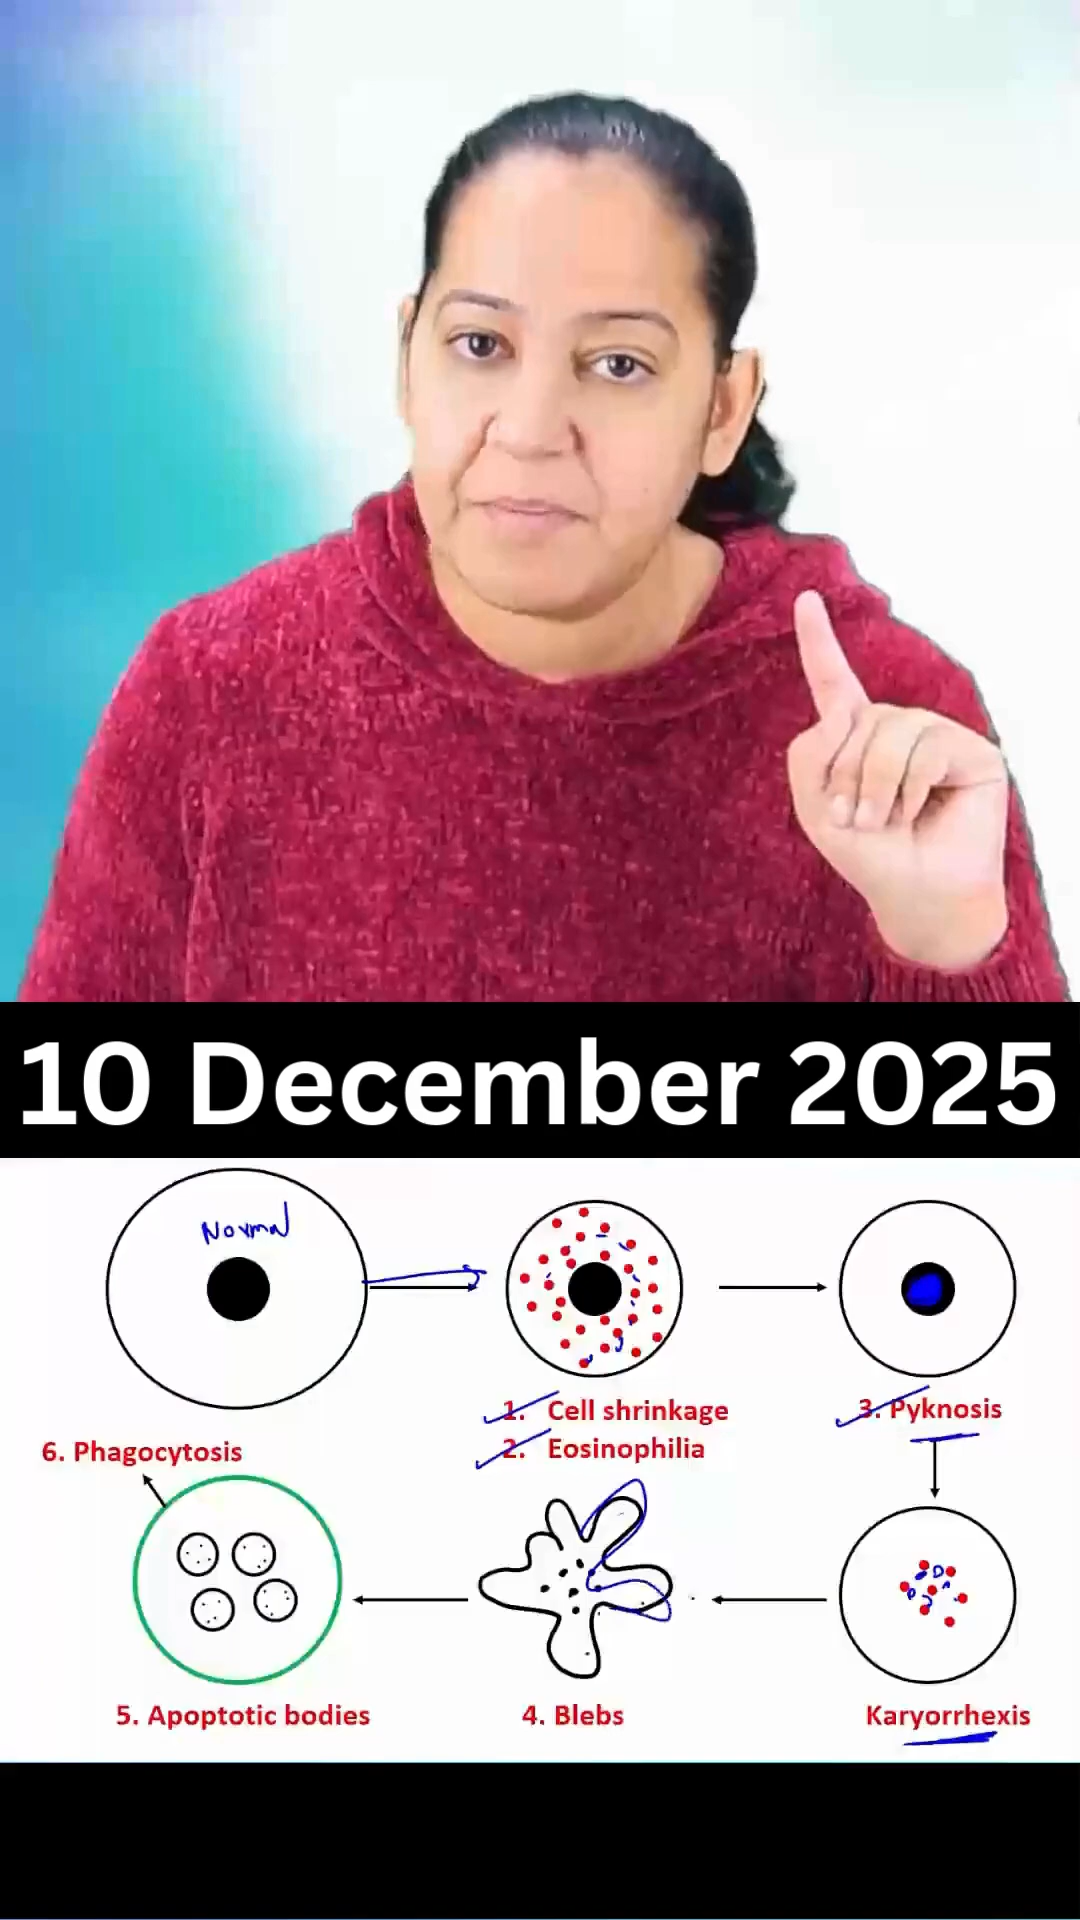 10 December 2025
Normal
1. Cell shrinkage
2. Eosinophilia
3. Pyknosis
6. Phagocytosis
5. Apoptotic bodies
4. Blebs
Karyorrhexis